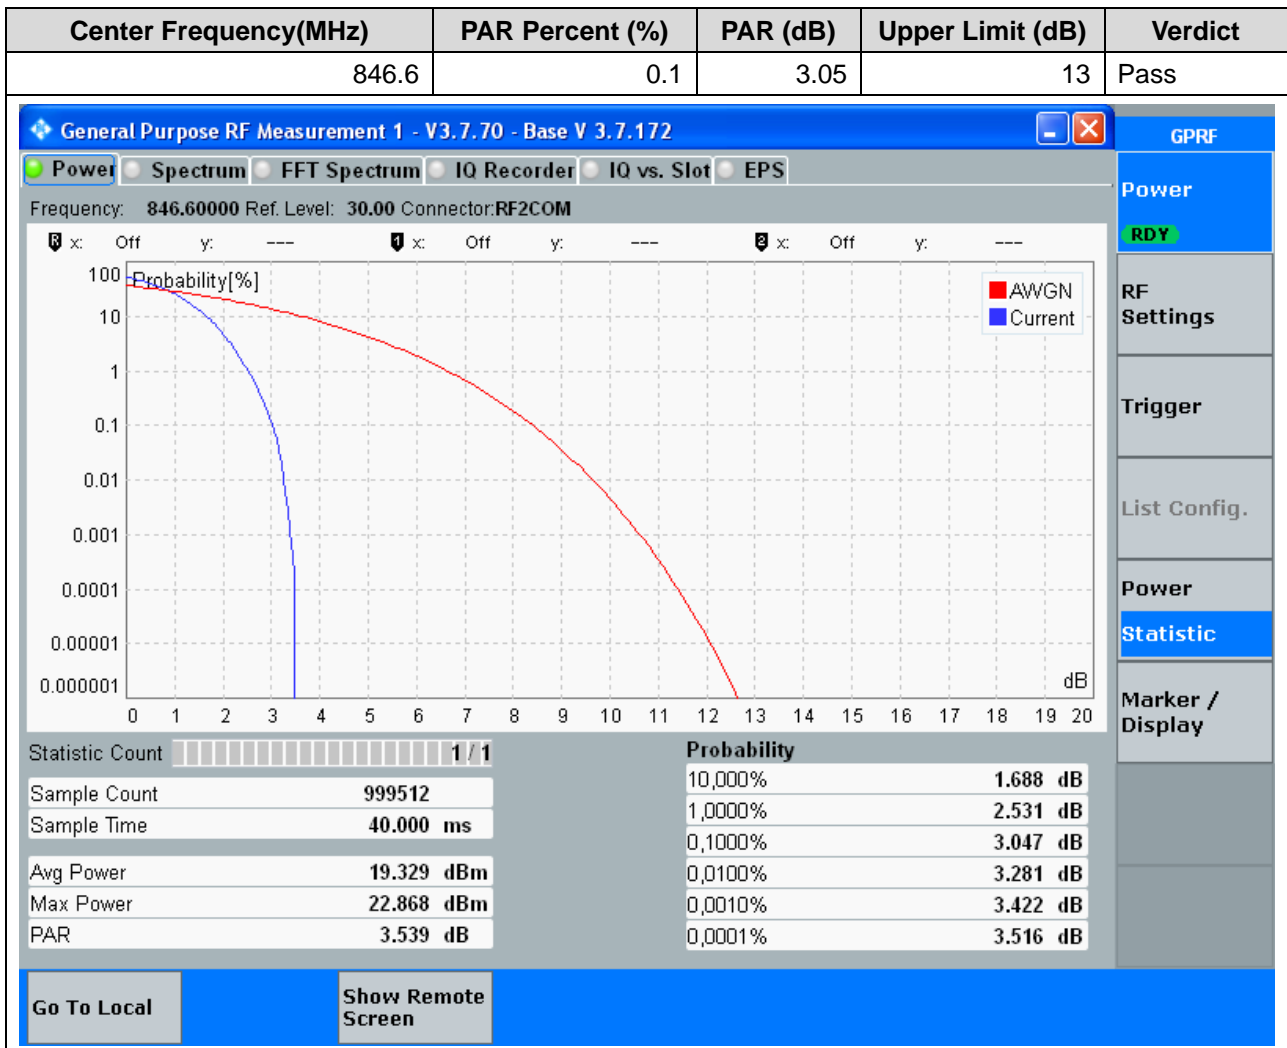 Center Frequency(MHz) PAR Percent (%) PAR (dB) Upper Limit (dB) Verdict
846.6 0.1 3.05 13 Pass
General Purpose RF Measurement 1 - V3.7.70 - Base V 3.7.172
GPRF
Power Spectrum FFT Spectrum IQ Recorder IQ vs. Slot EPS
Frequency: 846.60000 Ref. Level: 30.00 Connector:RF2COM
R x: Off y: --- 1 x: Off y: --- 2 x: Off y: ---
Probability[%]
100
10
1
0.1
0.01
0.001
0.0001
0.00001
0.000001
AWGN
Current
dB
0 1 2 3 4 5 6 7 8 9 10 11 12 13 14 15 16 17 18 19 20
Statistic Count 1 / 1
Sample Count 999512
Sample Time 40.000 ms
Avg Power 19.329 dBm
Max Power 22.868 dBm
PAR 3.539 dB
Probability
10,000% 1.688 dB
1,0000% 2.531 dB
0,1000% 3.047 dB
0,0100% 3.281 dB
0,0010% 3.422 dB
0,0001% 3.516 dB
Power
RDY
RF
Settings
Trigger
List Config.
Power
Statistic
Marker /
Display
Go To Local
Show Remote
Screen